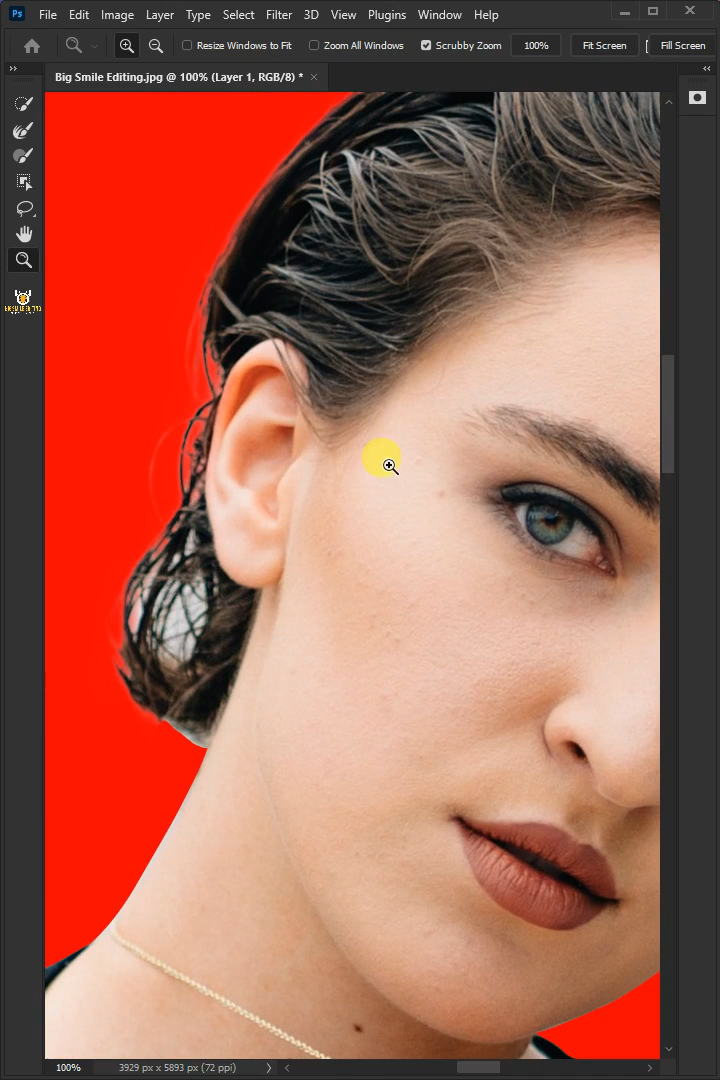 Ps File Edit Image Layer Type Select Filter 3D View Plugins Window Help
Resize Windows to Fit Zoom All Windows Scrubby Zoom 100% Fit Screen Fill Screen
Big Smile Editing.jpg @ 100% (Layer 1, RGB/8) * ×
100% 3929 px x 5893 px (72 ppi)